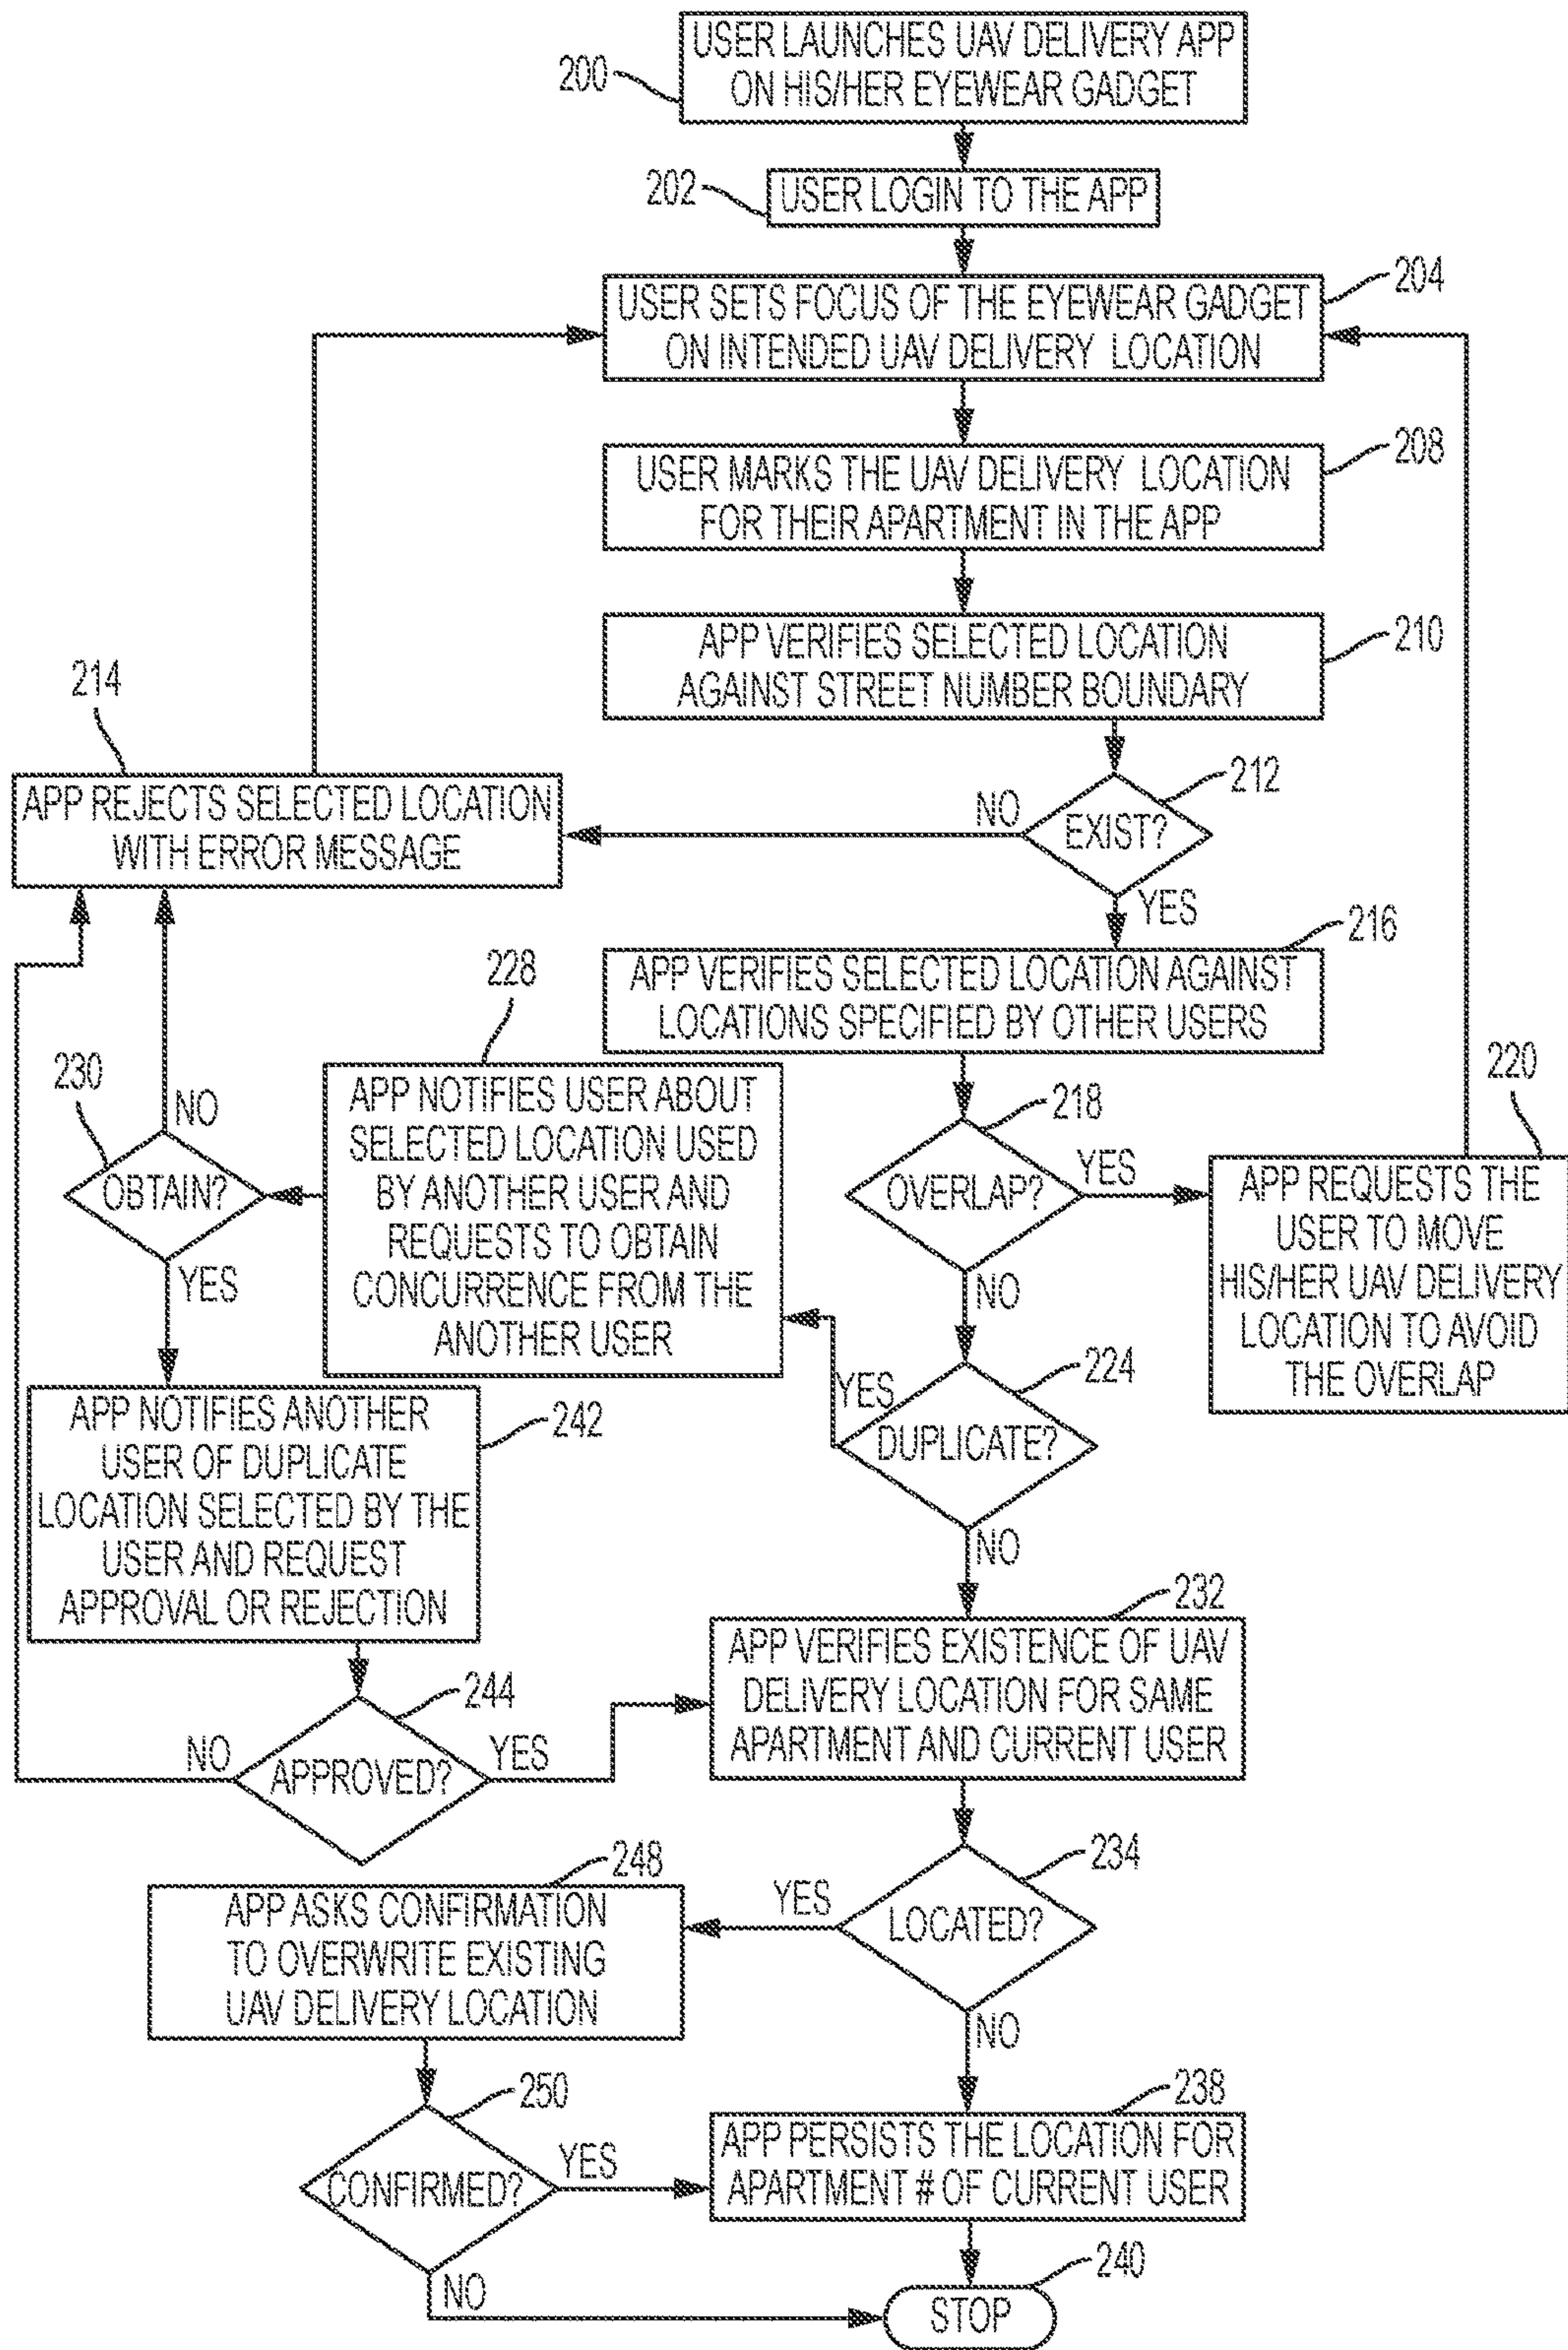 USER LAUNCHES UAV DELIVERY APP
ON HIS/HER EYEWEAR GADGET
200
USER LOGIN TO THE APP
202
USER SETS FOCUS OF THE EYEWEAR GADGET
ON INTENDED UAV DELIVERY LOCATION
204
USER MARKS THE UAV DELIVERY LOCATION
FOR THEIR APARTMENT IN THE APP
208
APP VERIFIES SELECTED LOCATION
AGAINST STREET NUMBER BOUNDARY
210
214
APP REJECTS SELECTED LOCATION
WITH ERROR MESSAGE
NO
EXIST?
212
YES
216
APP VERIFIES SELECTED LOCATION AGAINST
LOCATIONS SPECIFIED BY OTHER USERS
228
APP NOTIFIES USER ABOUT
SELECTED LOCATION USED
BY ANOTHER USER AND
REQUESTS TO OBTAIN
CONCURRENCE FROM THE
ANOTHER USER
230
NO
OBTAIN?
YES
218
OVERLAP?
YES
NO
220
APP REQUESTS THE
USER TO MOVE
HIS/HER UAV DELIVERY
LOCATION TO AVOID
THE OVERLAP
224
YES
DUPLICATE?
NO
APP NOTIFIES ANOTHER
USER OF DUPLICATE
LOCATION SELECTED BY THE
USER AND REQUEST
APPROVAL OR REJECTION
242
244
NO
APPROVED?
YES
232
APP VERIFIES EXISTENCE OF UAV
DELIVERY LOCATION FOR SAME
APARTMENT AND CURRENT USER
234
YES
LOCATED?
NO
248
APP ASKS CONFIRMATION
TO OVERWRITE EXISTING
UAV DELIVERY LOCATION
250
CONFIRMED?
YES
NO
238
APP PERSISTS THE LOCATION FOR
APARTMENT # OF CURRENT USER
240
STOP